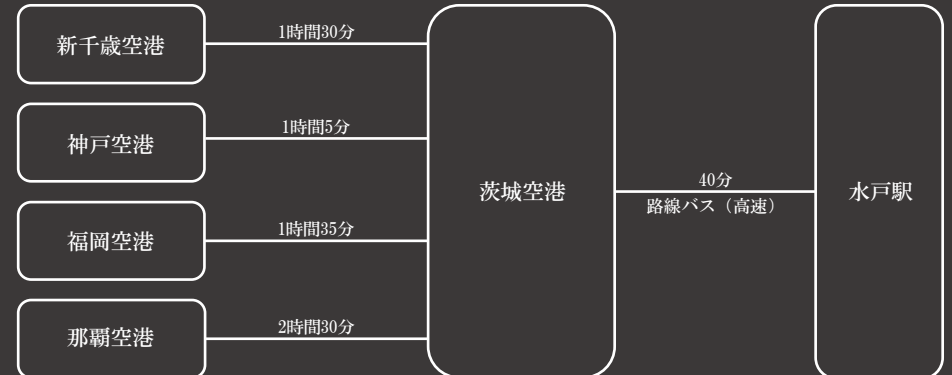 新千歳空港
1時間30分
神戸空港
1時間5分
福岡空港
1時間35分
那覇空港
2時間30分
茨城空港
40分
路線バス（高速）
水戸駅